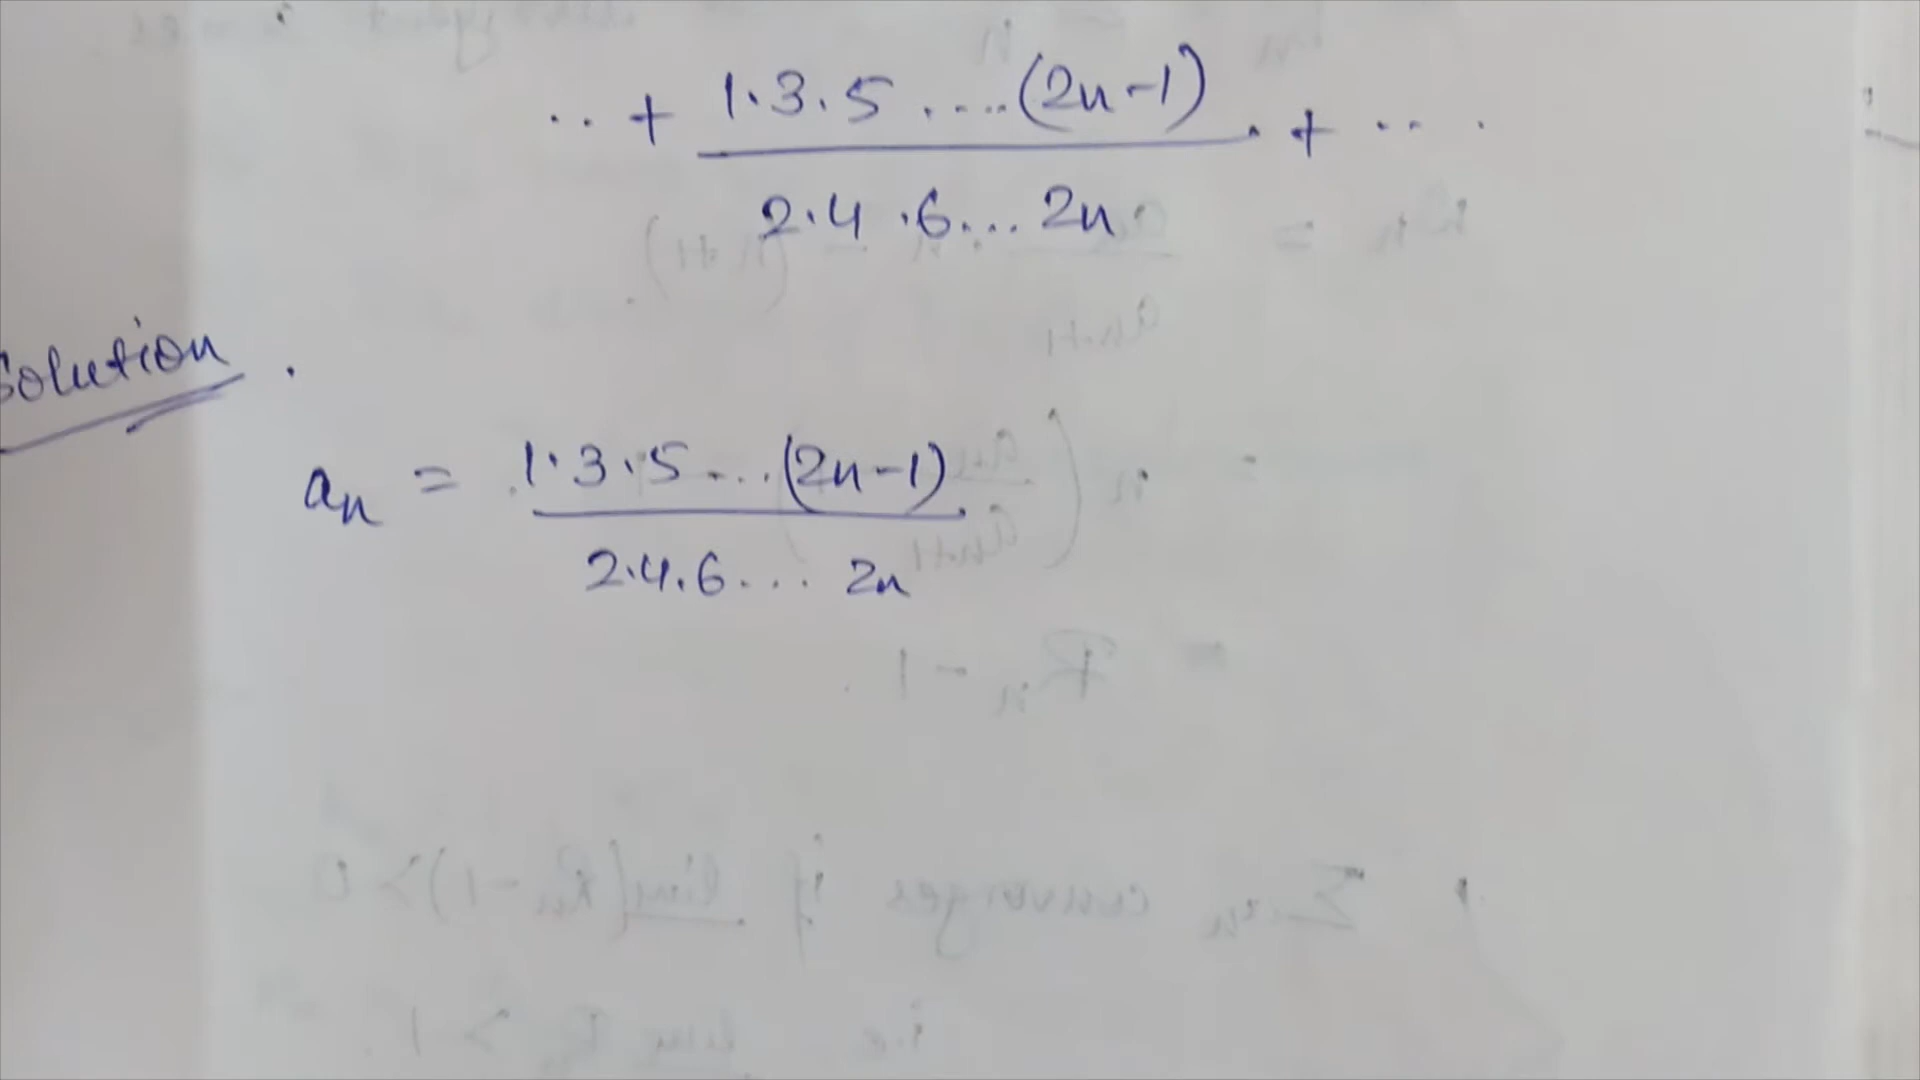 .. + 1.3.5....(2n-1) / 2.4.6... 2n + ...
Solution.
an = 1.3.5...(2n-1) / 2.4.6... 2n